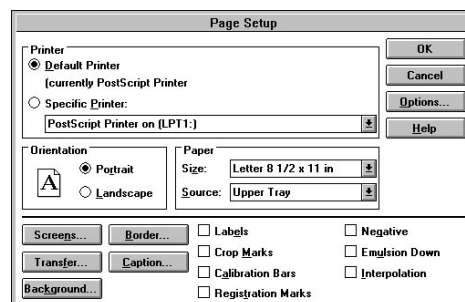 Page Setup
Printer
Default Printer
(currently PostScript Printer
Specific Printer:
PostScript Printer on (LPT1:)
OK
Cancel
Options...
Help
Orientation
A
Portrait
Landscape
Paper
Size: Letter 8 1/2 x 11 in
Source: Upper Tray
Screens...
Border...
Transfer...
Caption...
Background...
Labels
Crop Marks
Calibration Bars
Registration Marks
Negative
Emulsion Down
Interpolation